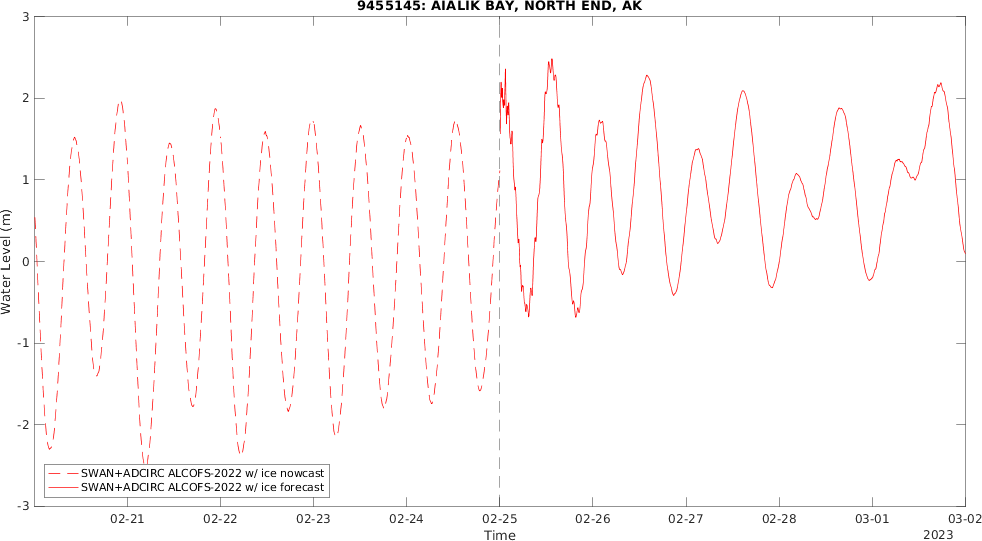 9455145: AIALIK BAY, NORTH END, AK
3
2
1
0
-1
-2
-3
Water Level (m)
SWAN+ADCIRC ALCOFS-2022 w/ ice nowcast
SWAN+ADCIRC ALCOFS-2022 w/ ice forecast
02-21 02-22 02-23 02-24 02-25 02-26 02-27 02-28 03-01 03-02
Time
2023